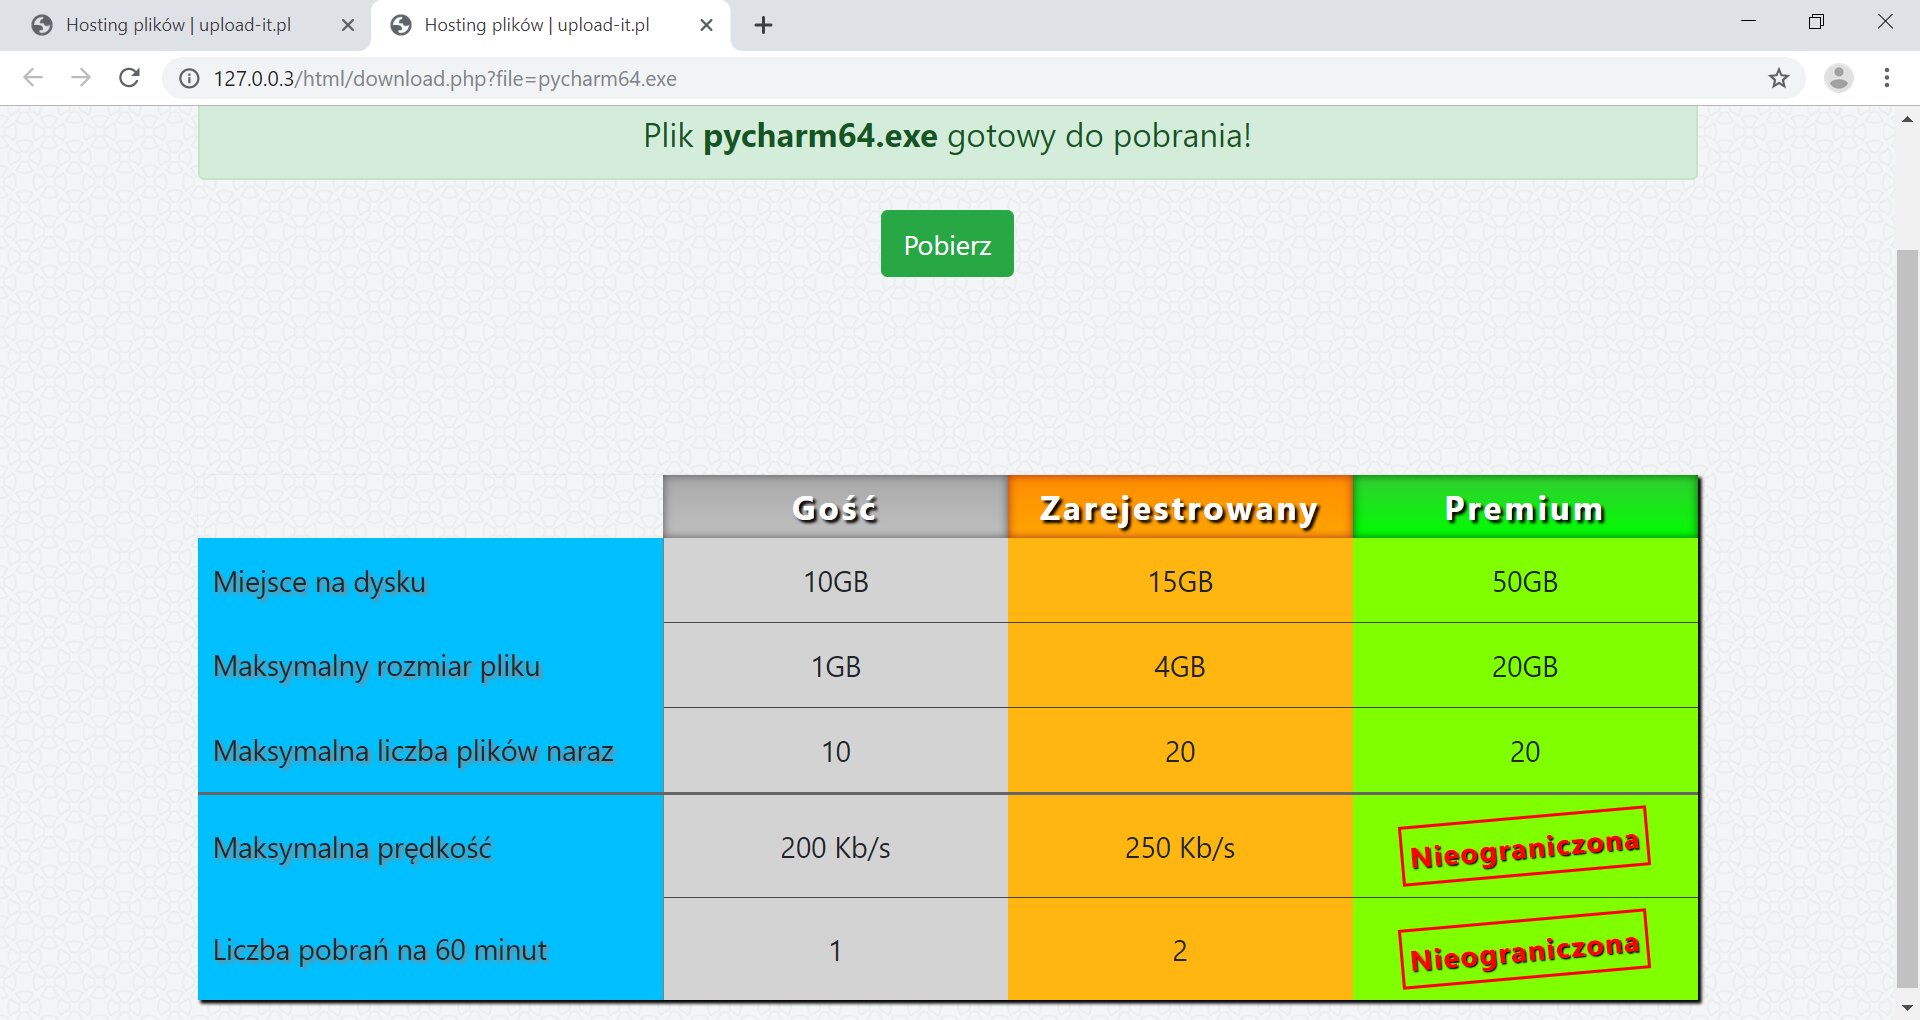 Hosting plików | upload-it.pl
Hosting plików | upload-it.pl
127.0.0.3/html/download.php?file=pycharm64.exe
Plik pycharm64.exe gotowy do pobrania!
Pobierz
Gość Zarejestrowany Premium
Miejsce na dysku 10GB 15GB 50GB
Maksymalny rozmiar pliku 1GB 4GB 20GB
Maksymalna liczba plików naraz 10 20 20
Maksymalna prędkość 200 Kb/s 250 Kb/s Nieograniczona
Liczba pobrań na 60 minut 1 2 Nieograniczona